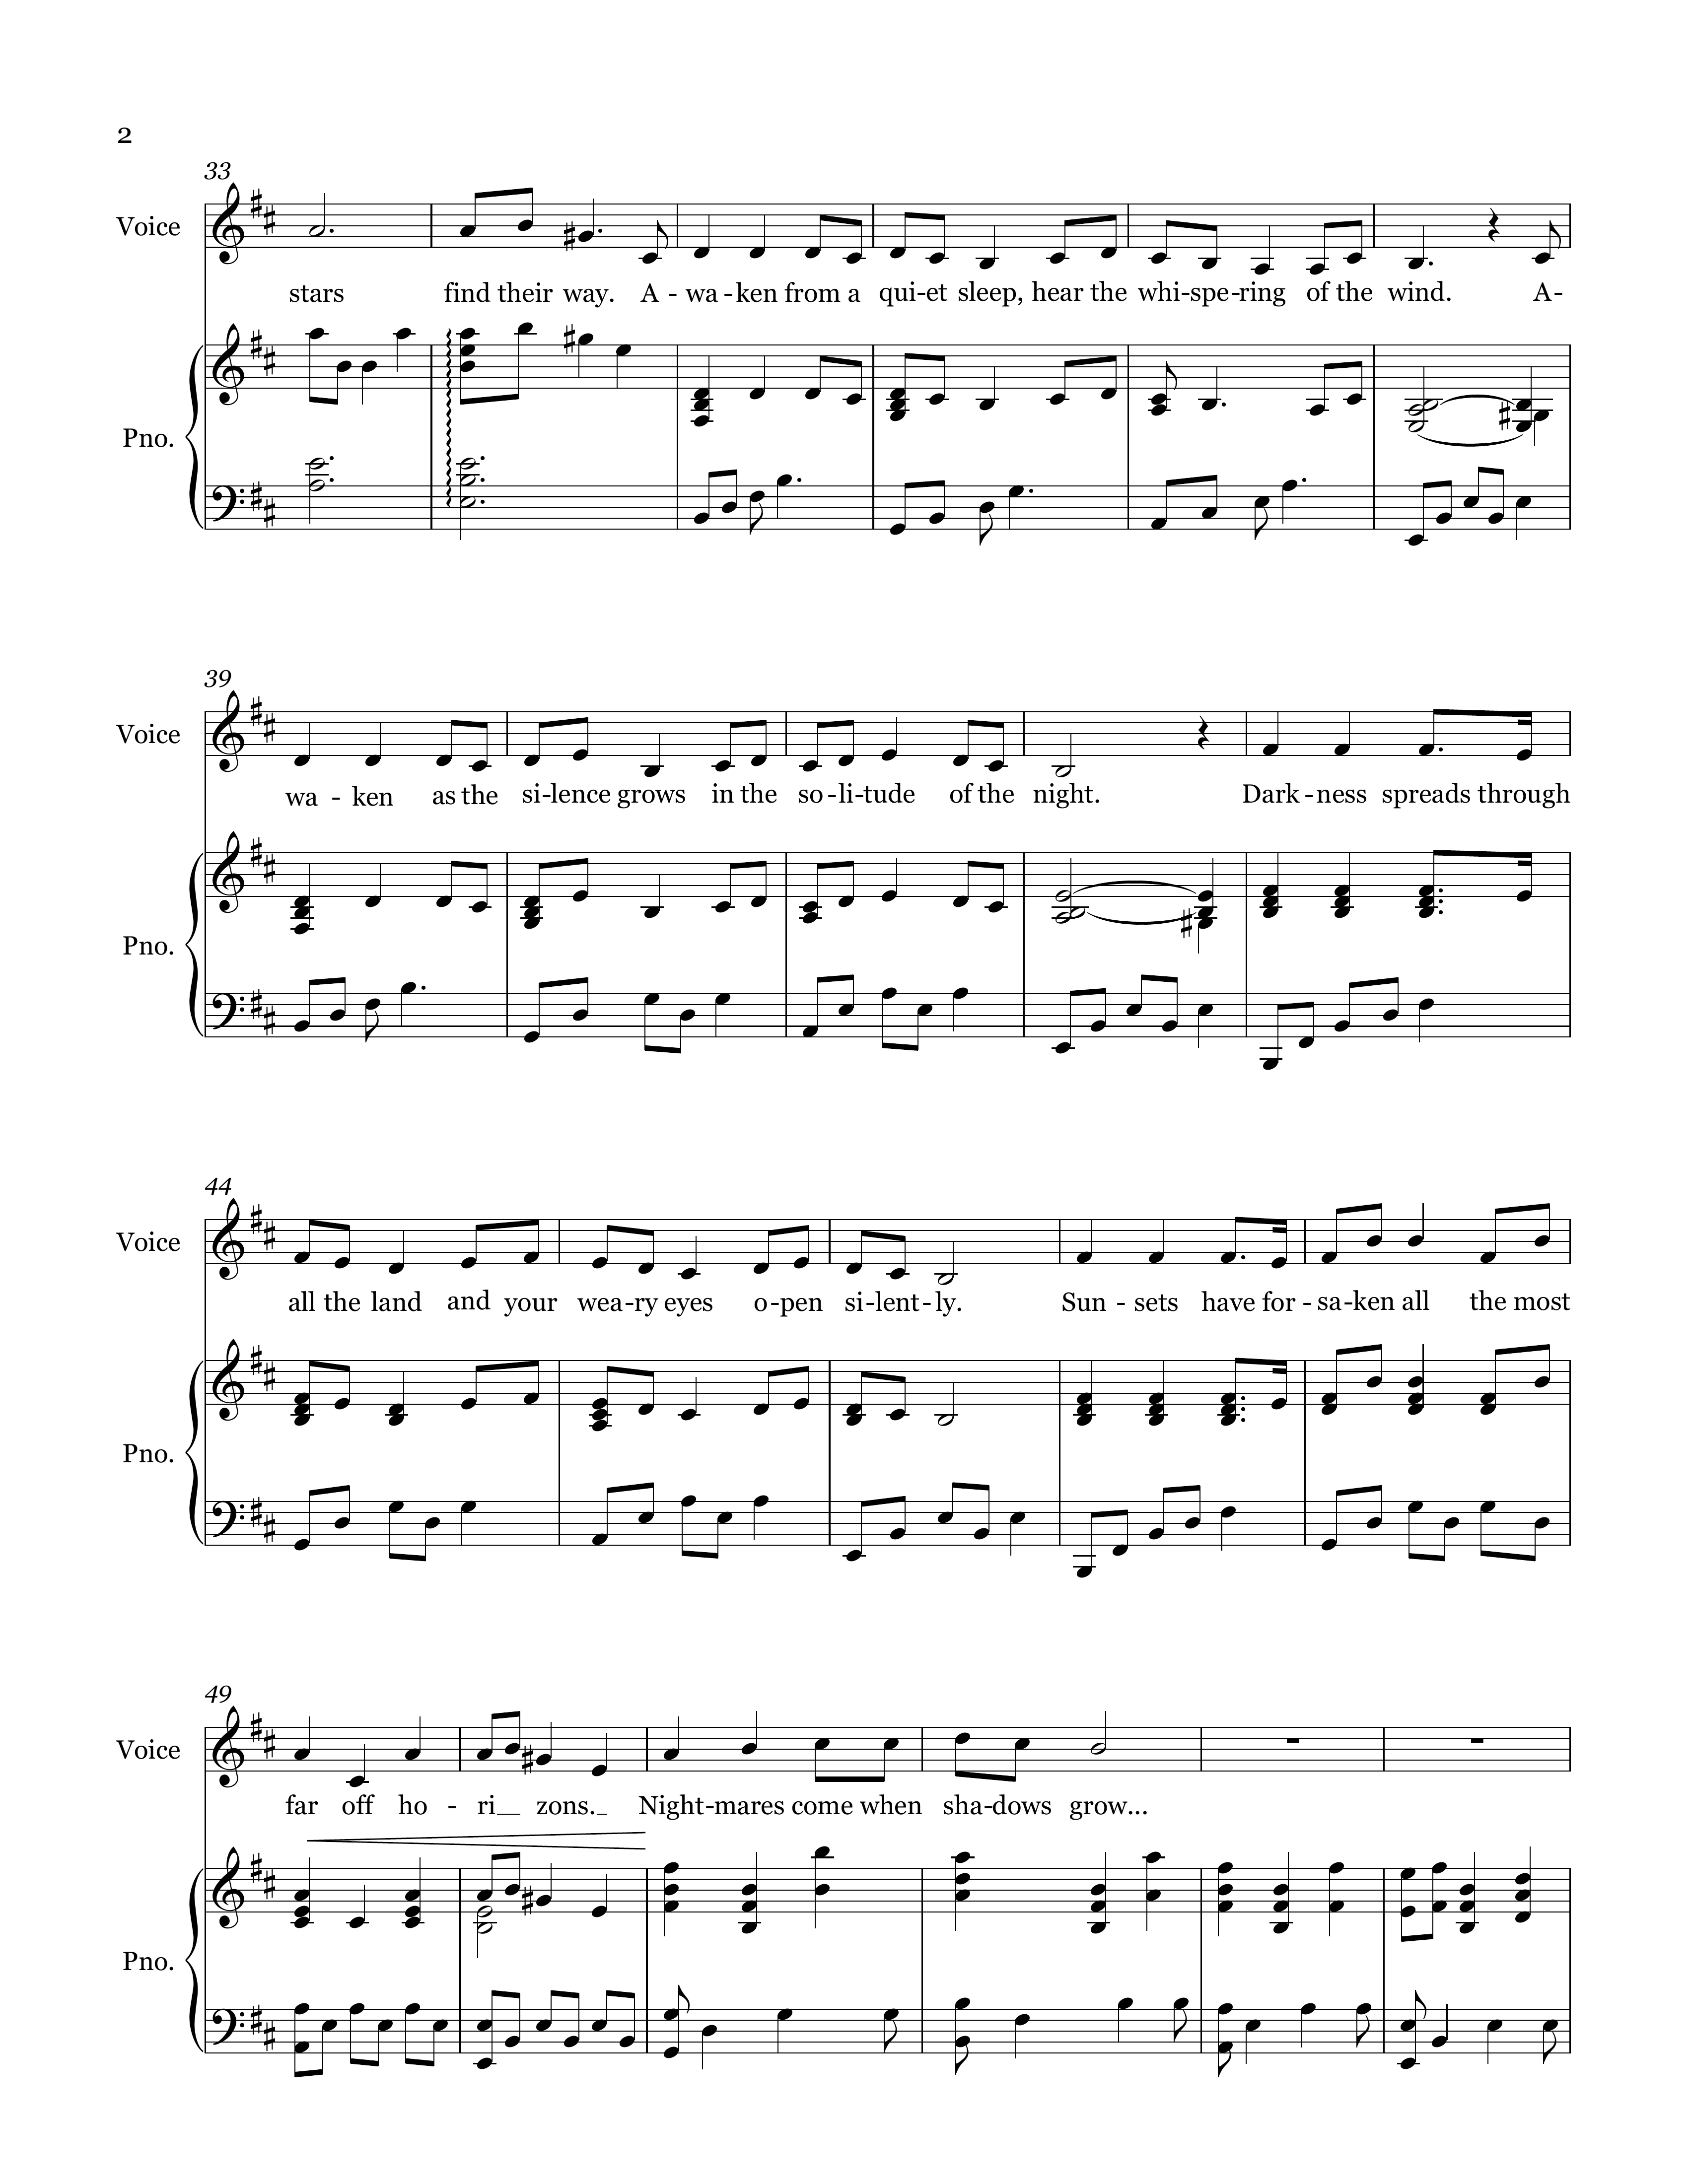 2
33
Voice
stars find their way. A - wa - ken from a qui-et sleep, hear the whi-spe-ring of the wind. A-
Pno.
39
Voice
wa - ken as the si-lence grows in the so-li-tude of the night. Dark-ness spreads through
Pno.
44
Voice
all the land and your wea-ry eyes o-pen si-lent-ly. Sun - sets have for - sa-ken all the most
Pno.
49
Voice
far off ho - ri__ zons._ Night-mares come when sha-dows grow...
Pno.